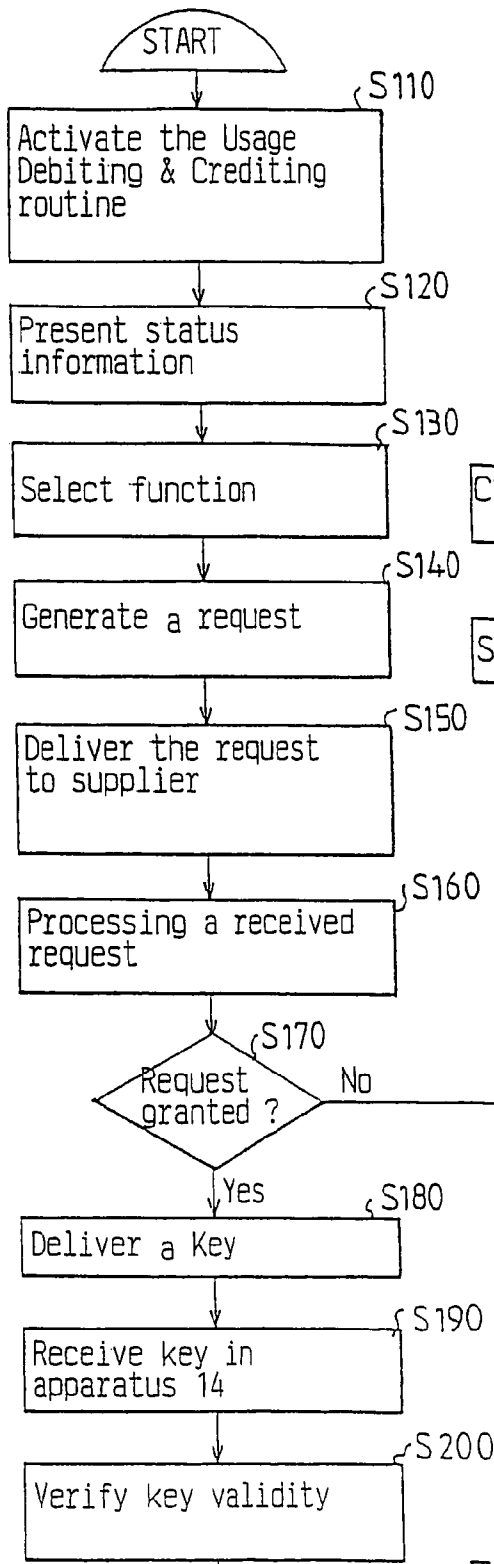 START
S110
Activate the Usage
Debiting & Crediting
routine
S120
Present status
information
S130
Select function
C
S140
Generate a request
S
S150
Deliver the request
to supplier
S160
Processing a received
request
S170
Request
granted ?
No
Yes
S180
Deliver a Key
S190
Receive key in
apparatus 14
S200
Verify key validity